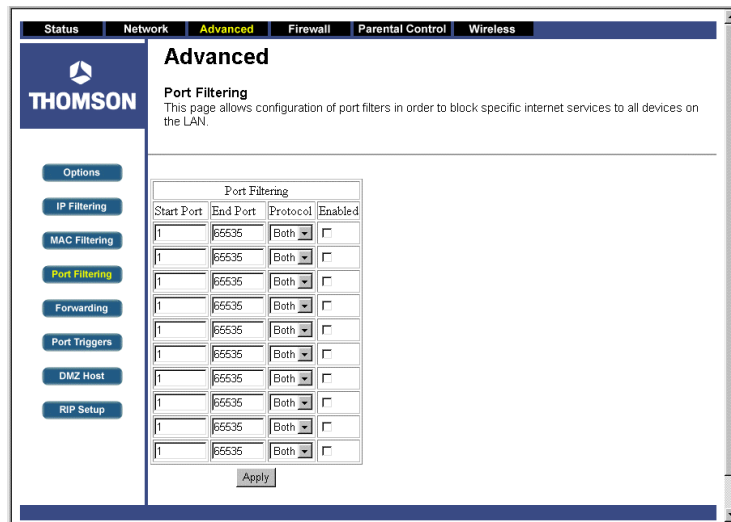 Status Network Advanced Firewall Parental Control Wireless
THOMSON
Advanced
Port Filtering
This page allows configuration of port filters in order to block specific internet services to all devices on
the LAN.
Options
IP Filtering
MAC Filtering
Port Filtering
Forwarding
Port Triggers
DMZ Host
RIP Setup
Port Filtering
Start Port End Port Protocol Enabled
1 65535 Both
1 65535 Both
1 65535 Both
1 65535 Both
1 65535 Both
1 65535 Both
1 65535 Both
1 65535 Both
1 65535 Both
1 65535 Both
Apply